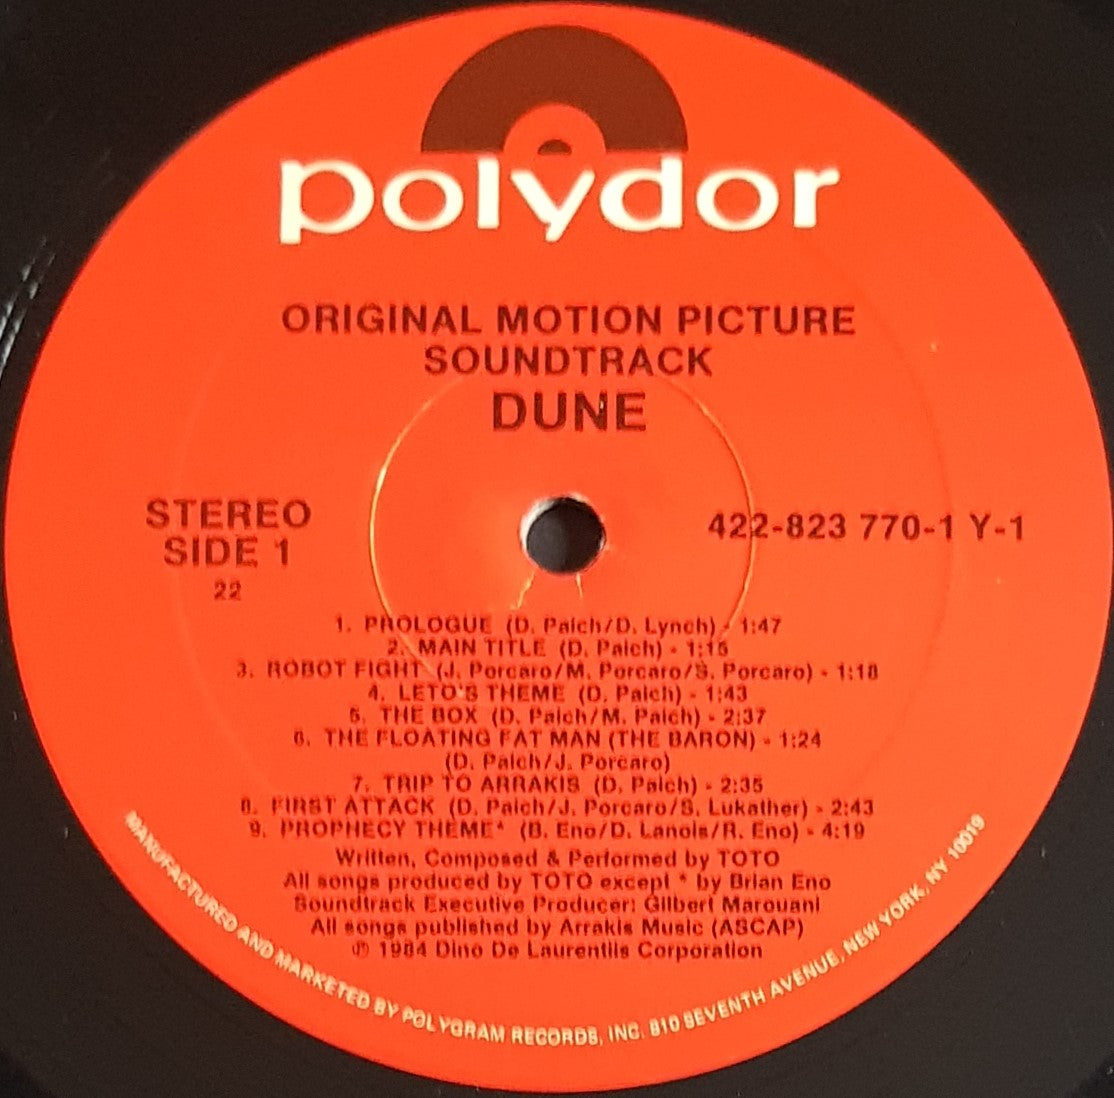 polydor
ORIGINAL MOTION PICTURE
SOUNDTRACK
DUNE
STEREO
SIDE 1
22
422-823 770-1 Y-1
1. PROLOGUE (D. Paich/D. Lynch) - 1:47
2. MAIN TITLE (D. Paich) - 1:15
3. ROBOT FIGHT (J. Porcaro/M. Porcaro/S. Porcaro) - 1:18
4. LETO'S THEME (D. Paich) - 1:43
5. THE BOX (D. Paich/M. Paich) - 2:37
6. THE FLOATING FAT MAN (THE BARON) - 1:24
(D. Paich/J. Porcaro)
7. TRIP TO ARRAKIS (D. Paich) - 2:35
8. FIRST ATTACK (D. Paich/J. Porcaro/S. Lukather) - 2:43
9. PROPHECY THEME* (B. Eno/D. Lanois/R. Eno) - 4:19
Written, Composed & Performed by TOTO
All songs produced by TOTO except * by Brian Eno
Soundtrack Executive Producer: Gilbert Marouani
All songs published by Arrakis Music (ASCAP)
℗ 1984 Dino De Laurentiis Corporation
MANUFACTURED AND MARKETED BY POLYGRAM RECORDS, INC. 810 SEVENTH AVENUE, NEW YORK, NY 10019